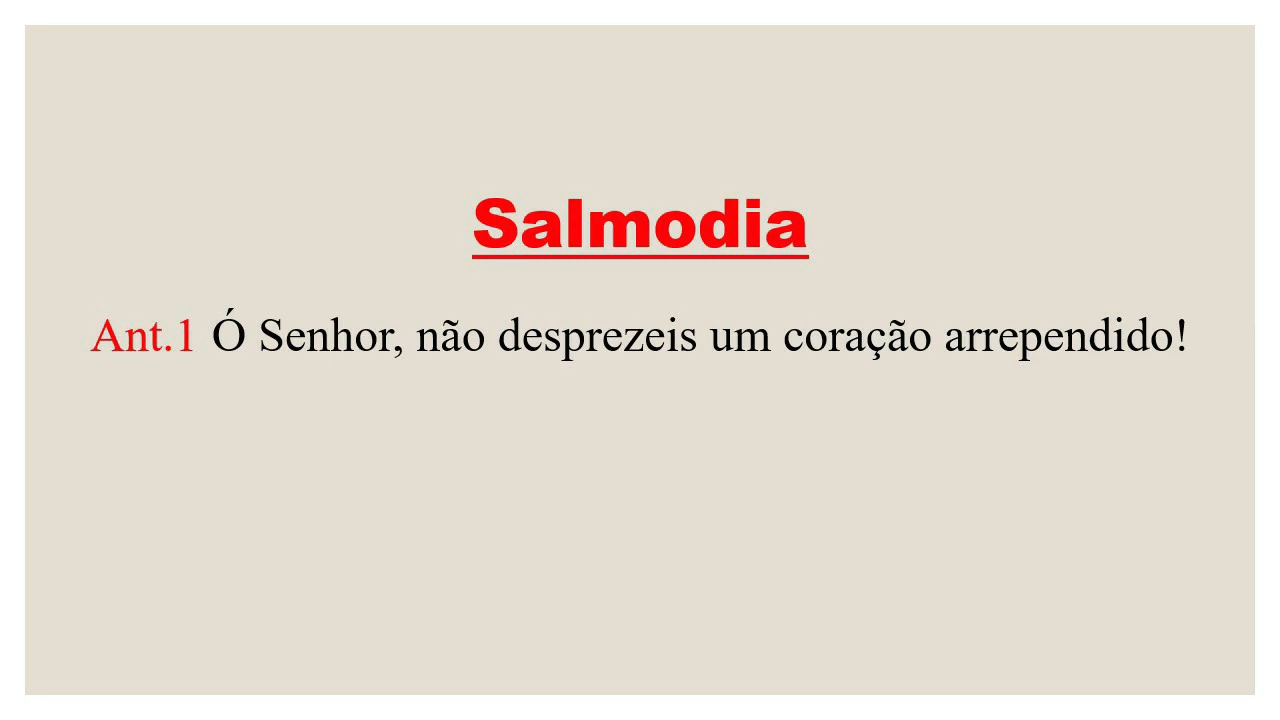 Salmodia
Ant.1 Ó Senhor, não desprezeis um coração arrependido!